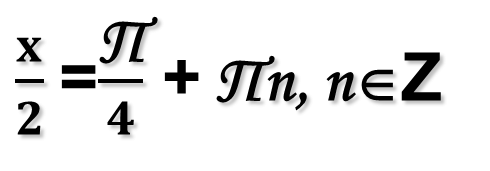 x/2 = π/4 + πn, n∈Z